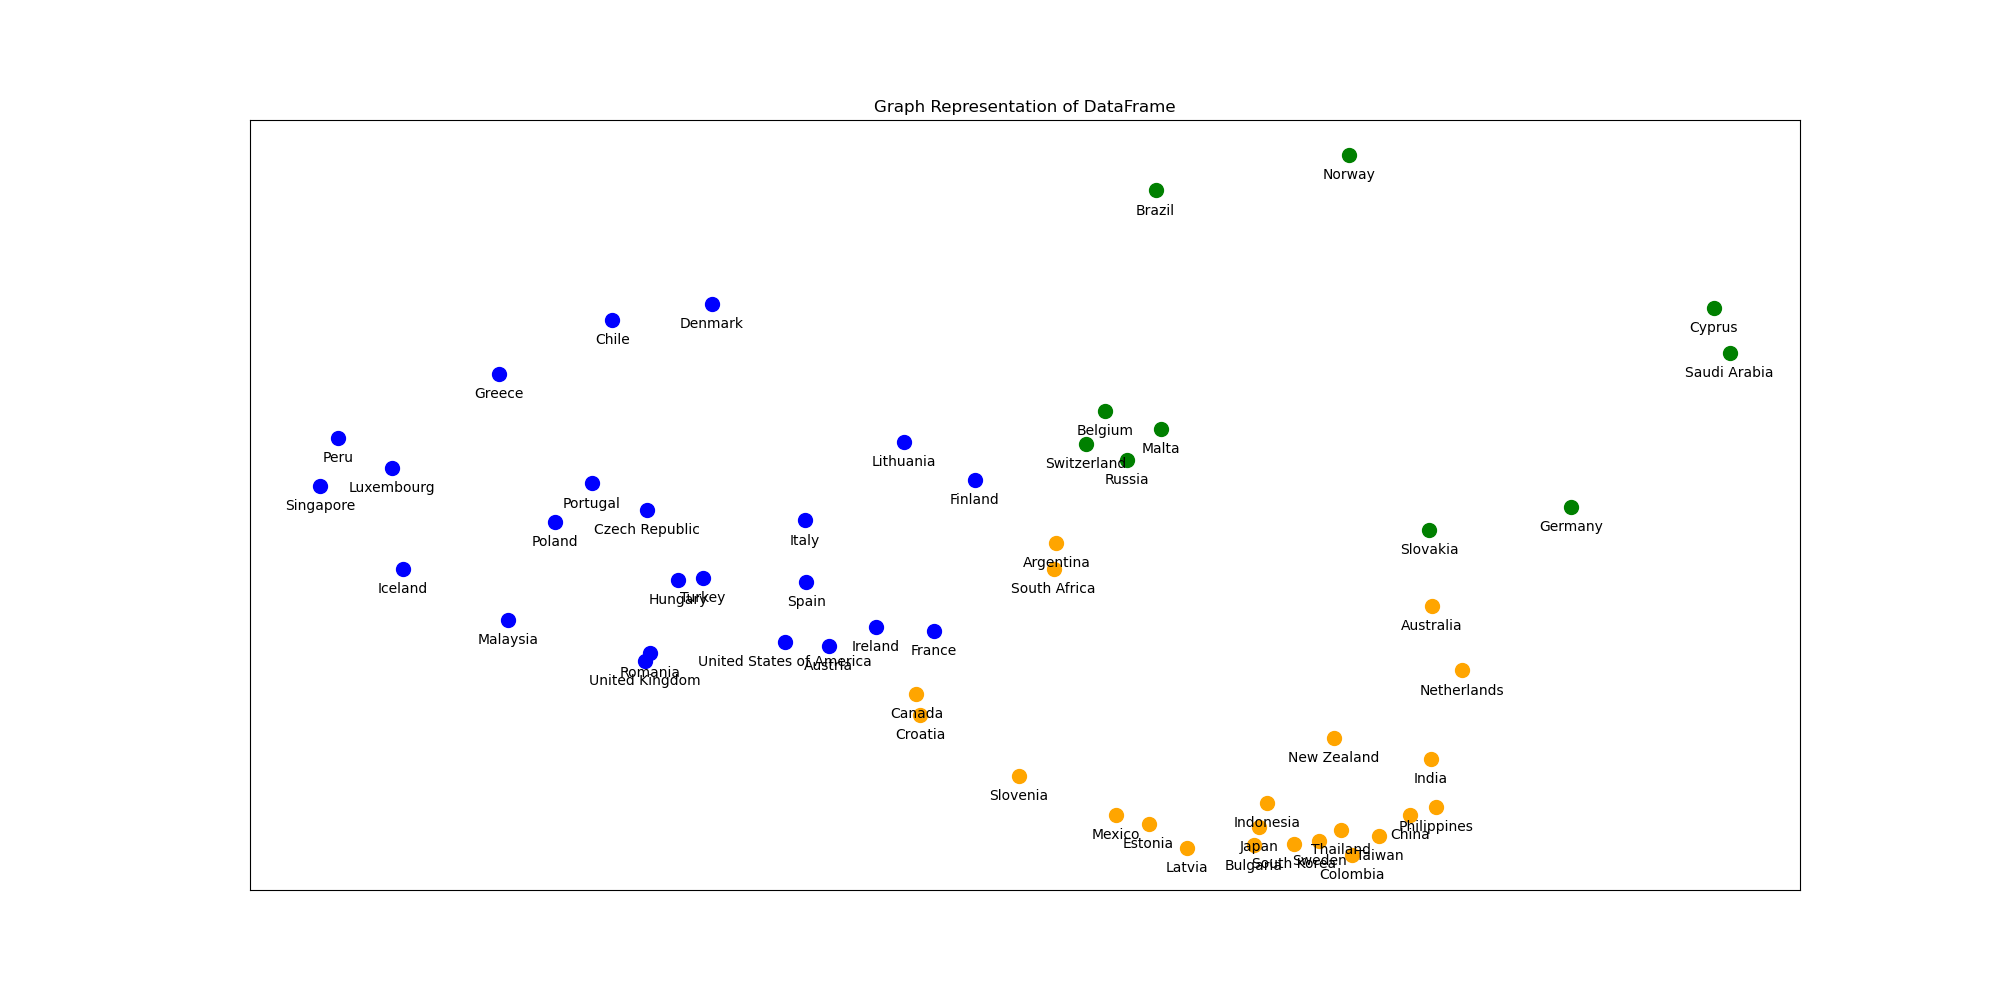 Graph Representation of DataFrame
Norway
Brazil
Denmark
Cyprus
Chile
Saudi Arabia
Greece
Belgium
Malta
Peru
Lithuania
Switzerland
Russia
Luxembourg
Finland
Portugal
Singapore
Germany
Czech Republic
Italy
Poland
Slovakia
Argentina
Iceland
South Africa
Turkey
Hungary
Spain
Australia
Malaysia
Ireland
France
United States of America
Austria
Romania
United Kingdom
Netherlands
Canada
Croatia
New Zealand
India
Slovenia
Indonesia
Philippines
Mexico
China
Estonia
Japan
Thailand
Taiwan
Sweden
South Korea
Bulgaria
Latvia
Colombia